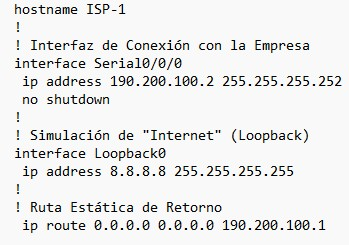 hostname ISP-1
!
! Interfaz de Conexión con la Empresa
interface Serial0/0/0
 ip address 190.200.100.2 255.255.255.252
 no shutdown
!
! Simulación de "Internet" (Loopback)
interface Loopback0
 ip address 8.8.8.8 255.255.255.255
!
! Ruta Estática de Retorno
 ip route 0.0.0.0 0.0.0.0 190.200.100.1